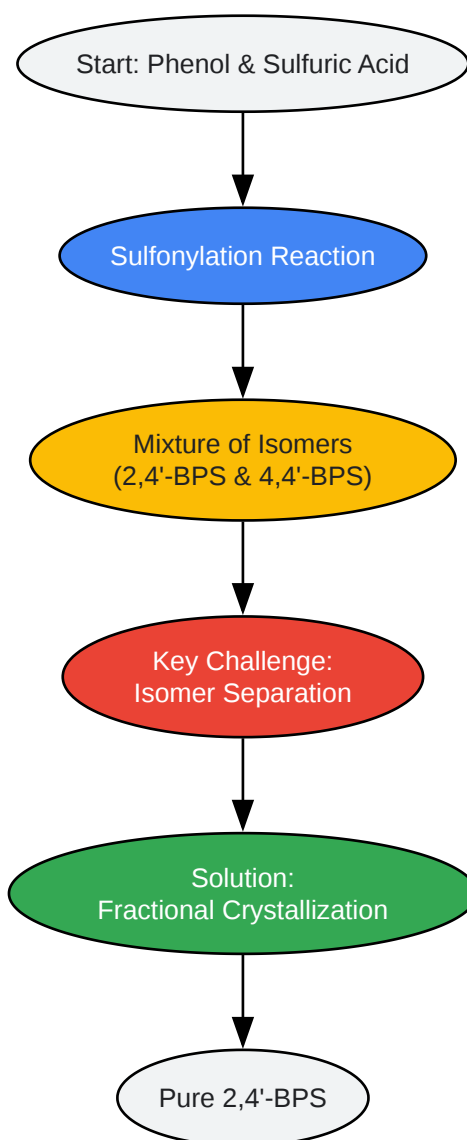 Start: Phenol & Sulfuric Acid
Sulfonylation Reaction
Mixture of Isomers
(2,4'-BPS & 4,4'-BPS)
Key Challenge:
Isomer Separation
Solution:
Fractional Crystallization
Pure 2,4'-BPS